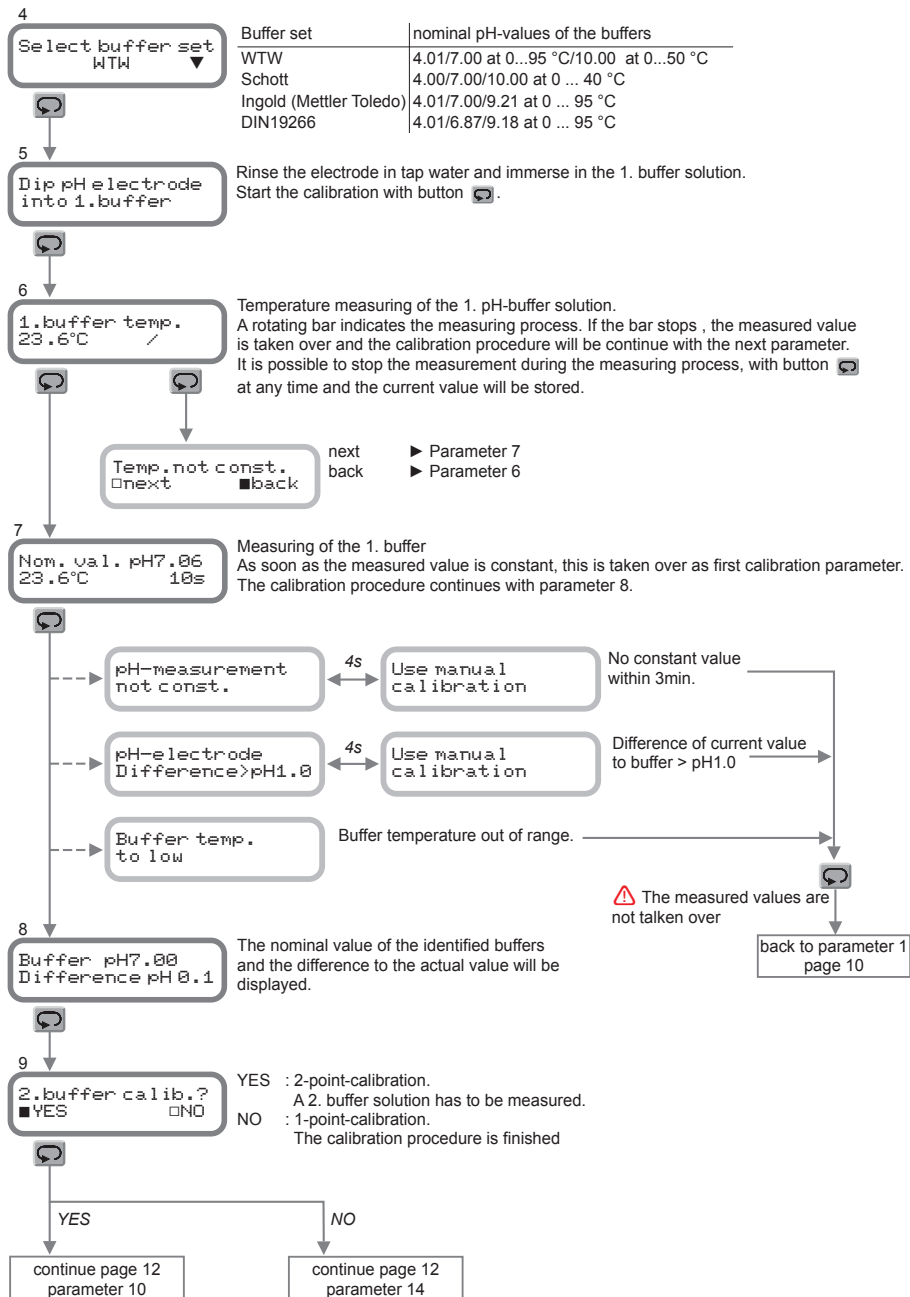 4
Select buffer set
WTW ▼
Buffer set nominal pH-values of the buffers
WTW 4.01/7.00 at 0...95 °C/10.00 at 0...50 °C
Schott 4.00/7.00/10.00 at 0 ... 40 °C
Ingold (Mettler Toledo) 4.01/7.00/9.21 at 0 ... 95 °C
DIN19266 4.01/6.87/9.18 at 0 ... 95 °C
5
Dip pH electrode
into 1.buffer
Rinse the electrode in tap water and immerse in the 1. buffer solution.
Start the calibration with button .
6
1.buffer temp.
23.6°C /
Temperature measuring of the 1. pH-buffer solution.
A rotating bar indicates the measuring process. If the bar stops , the measured value
is taken over and the calibration procedure will be continue with the next parameter.
It is possible to stop the measurement during the measuring process, with button
at any time and the current value will be stored.
Temp.not const.
□next ■back
next ► Parameter 7
back ► Parameter 6
7
Nom. val. pH7.06
23.6°C 10s
Measuring of the 1. buffer
As soon as the measured value is constant, this is taken over as first calibration parameter.
The calibration procedure continues with parameter 8.
pH-measurement
not const.
4s
Use manual
calibration
No constant value
within 3min.
pH-electrode
Difference>pH1.0
4s
Use manual
calibration
Difference of current value
to buffer > pH1.0
Buffer temp.
to low
Buffer temperature out of range.
The measured values are
not talken over
back to parameter 1
page 10
8
Buffer pH7.00
Difference pH 0.1
The nominal value of the identified buffers
and the difference to the actual value will be
displayed.
9
2.buffer calib.?
■YES □NO
YES : 2-point-calibration.
A 2. buffer solution has to be measured.
NO : 1-point-calibration.
The calibration procedure is finished
YES
NO
continue page 12
parameter 10
continue page 12
parameter 14